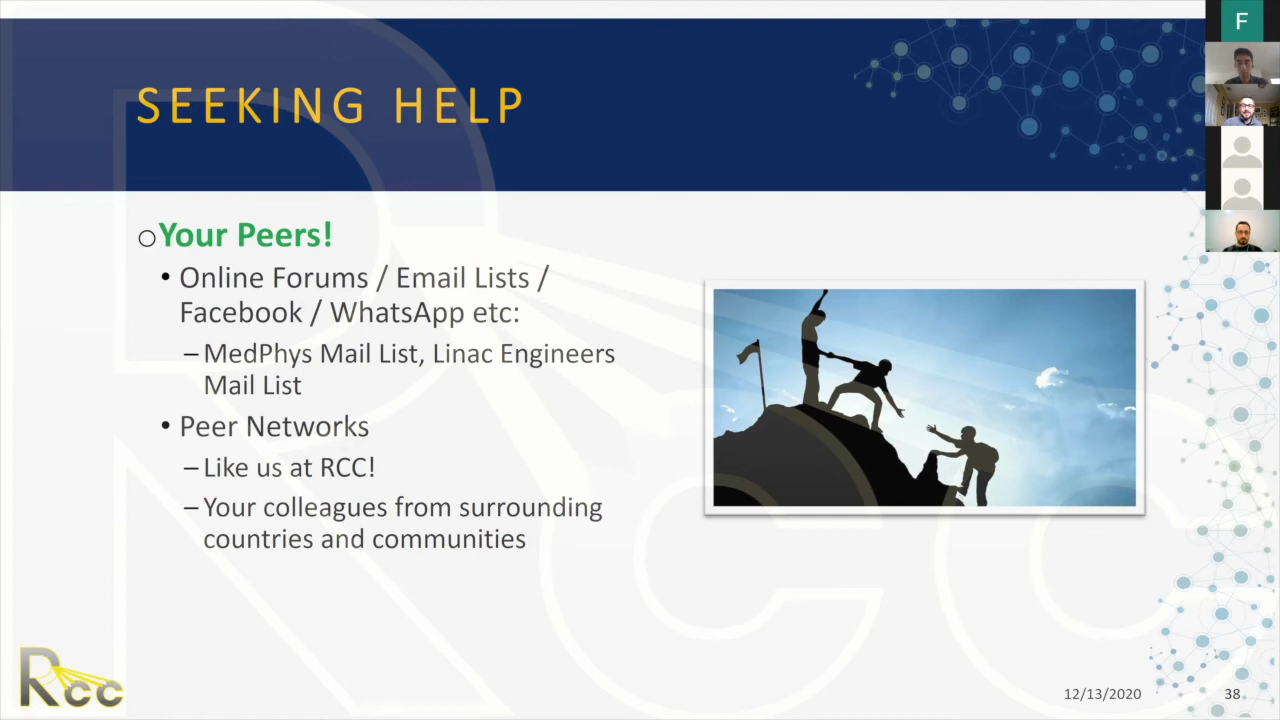 F
SEEKING HELP
oYour Peers!
• Online Forums / Email Lists /
Facebook / WhatsApp etc:
– MedPhys Mail List, Linac Engineers
Mail List
• Peer Networks
– Like us at RCC!
– Your colleagues from surrounding
countries and communities
Rcc
12/13/2020
38